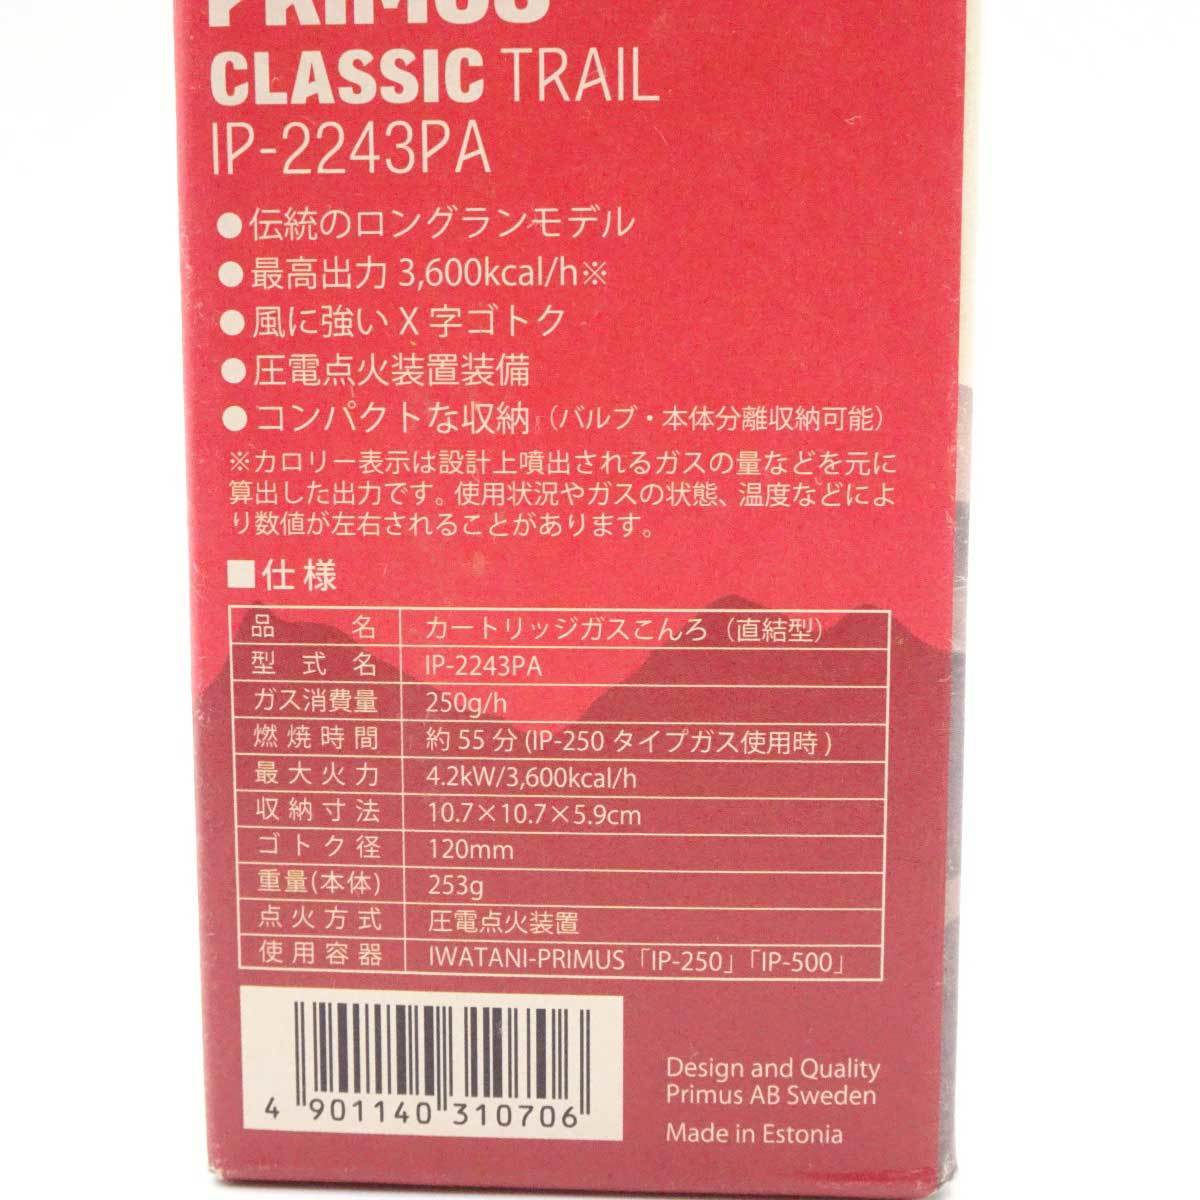 PRIMUS
CLASSIC TRAIL
IP-2243PA
●伝統のロングランモデル
●最高出力 3,600kcal/h※
●風に強い X 字ゴトク
●圧電点火装置装備
●コンパクトな収納（バルブ・本体分離収納可能）
※カロリー表示は設計上噴出されるガスの量などを元に
算出した出力です。使用状況やガスの状態、温度などによ
り数値が左右されることがあります。
■仕様
品名 カートリッジガスこんろ（直結型）
型式名 IP-2243PA
ガス消費量 250g/h
燃焼時間 約 55 分 (IP-250 タイプガス使用時 )
最大火力 4.2kW/3,600kcal/h
収納寸法 10.7×10.7×5.9cm
ゴトク径 120mm
重量(本体) 253g
点火方式 圧電点火装置
使用容器 IWATANI-PRIMUS「IP-250」「IP-500」
4 901140 310706
Design and Quality
Primus AB Sweden
Made in Estonia